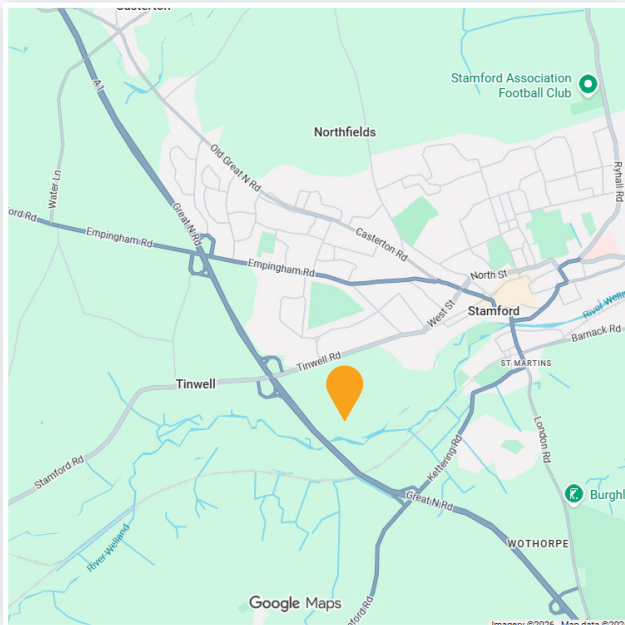 Casterton
A1
Stamford Association
Football Club
Northfields
Old Great N Rd
Ryhall Rd
Water Ln
Great N Rd
Casterton Rd
Empingham Rd
Empingham Rd
North St
River Wella
West St
Stamford
Barnack Rd
Tinwell Rd
ST MARTINS
Tinwell
London Rd
Kettering Rd
Stamford Rd
Great N Rd
Burghl
River Welland
WOTHORPE
Google Maps
mford Rd
Imagery ©2026 Map data ©202